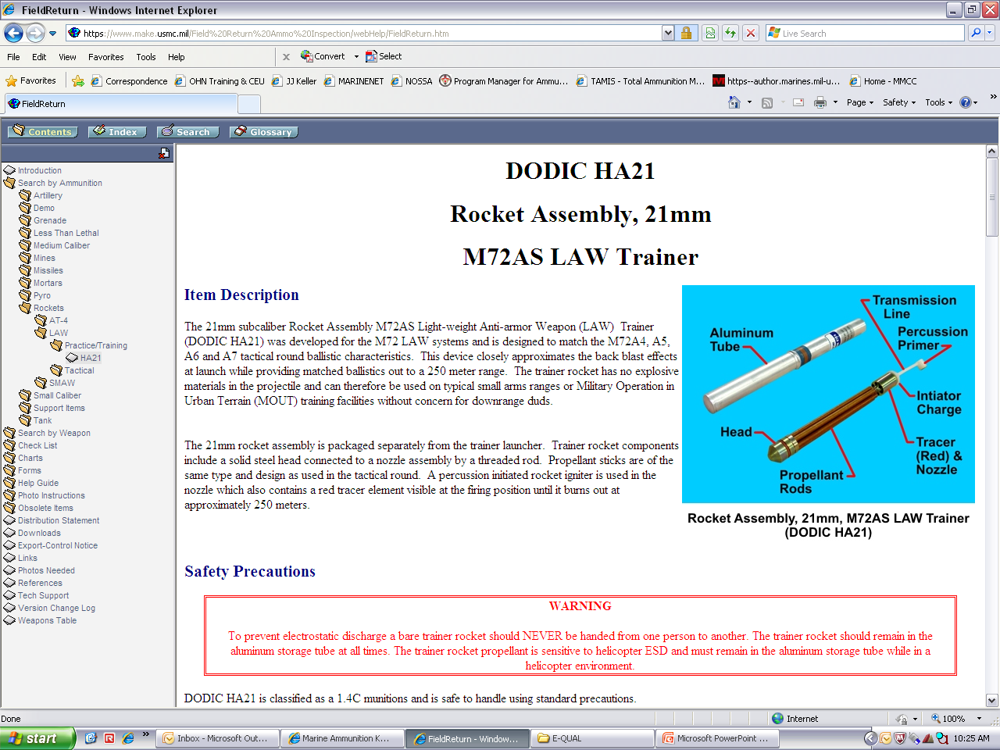 FieldReturn - Windows Internet Explorer
https://www.make.usmc.mil/Field%20Return%20Ammo%20Inspection/webHelp/FieldReturn.htm
Live Search
File Edit View Favorites Tools Help
x Convert Select
Favorites Correspondence OHN Training & CEU JJ Keller MARINENET NOSSA Program Manager for Ammu... TAMIS - Total Ammunition M... https--author.marines.mil-u... Home - MMCC
FieldReturn
Page Safety Tools
Contents Index Search Glossary
Introduction
Search by Ammunition
Artillery
Demo
Grenade
Less Than Lethal
Medium Caliber
Mines
Missiles
Mortars
Pyro
Rockets
AT-4
LAW
Practice/Training
HA21
Tactical
SMAW
Small Caliber
Support Items
Tank
Search by Weapon
Check List
Charts
Forms
Help Guide
Photo Instructions
Obsolete Items
Distribution Statement
Downloads
Export-Control Notice
Links
Photos Needed
References
Tech Support
Version Change Log
Weapons Table
DODIC HA21
Rocket Assembly, 21mm
M72AS LAW Trainer
Item Description
The 21mm subcaliber Rocket Assembly M72AS Light-weight Anti-armor Weapon (LAW) Trainer
(DODIC HA21) was developed for the M72 LAW systems and is designed to match the M72A4, A5,
A6 and A7 tactical round ballistic characteristics. This device closely approximates the back blast effects
at launch while providing matched ballistics out to a 250 meter range. The trainer rocket has no explosive
materials in the projectile and can therefore be used on typical small arms ranges or Military Operation in
Urban Terrain (MOUT) training facilities without concern for downrange duds.
The 21mm rocket assembly is packaged separately from the trainer launcher. Trainer rocket components
include a solid steel head connected to a nozzle assembly by a threaded rod. Propellant sticks are of the
same type and design as used in the tactical round. A percussion initiated rocket igniter is used in the
nozzle which also contains a red tracer element visible at the firing position until it burns out at
approximately 250 meters.
Transmission
Line
Aluminum
Tube
Percussion
Primer
Intiator
Charge
Head
Tracer
(Red) &
Nozzle
Propellant
Rods
Rocket Assembly, 21mm, M72AS LAW Trainer
(DODIC HA21)
Safety Precautions
WARNING
To prevent electrostatic discharge a bare trainer rocket should NEVER be handed from one person to another. The trainer rocket should remain in the
aluminum storage tube at all times. The trainer rocket propellant is sensitive to helicopter ESD and must remain in the aluminum storage tube while in a
helicopter environment.
DODIC HA21 is classified as a 1.4C munitions and is safe to handle using standard precautions.
Done Internet 100%
start Inbox - Microsoft Out... Marine Ammunition K... FieldReturn - Window... E-QUAL Microsoft PowerPoint ... 10:25 AM